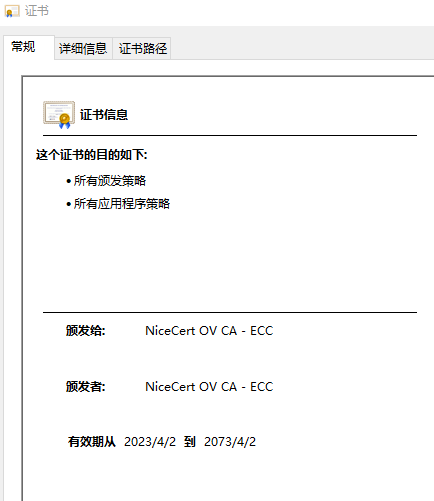 证书
常规 详细信息 证书路径
证书信息
这个证书的目的如下:
• 所有颁发策略
• 所有应用程序策略
颁发给: NiceCert OV CA - ECC
颁发者: NiceCert OV CA - ECC
有效期从 2023/4/2 到 2073/4/2